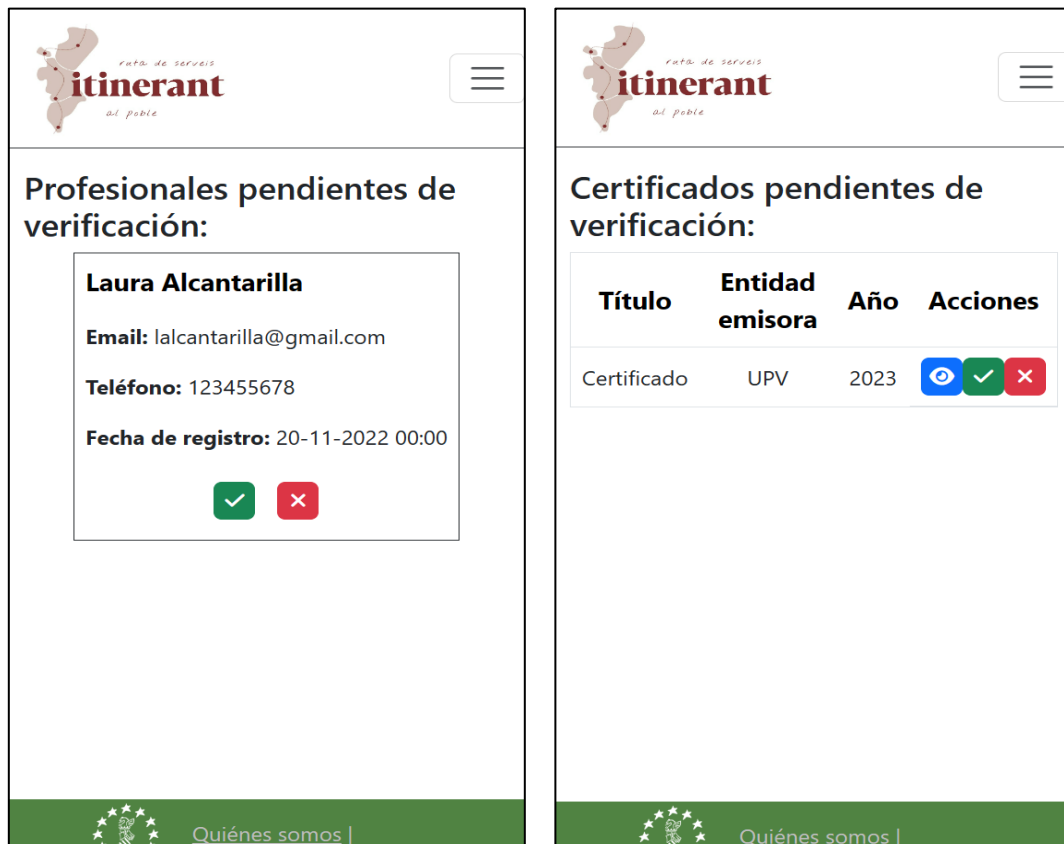 ruta de serveis
itinerant
al poble
Profesionales pendientes de
verificación:
Laura Alcantarilla
Email: lalcantarilla@gmail.com
Teléfono: 123455678
Fecha de registro: 20-11-2022 00:00
Quiénes somos |
ruta de serveis
itinerant
al poble
Certificados pendientes de
verificación:
Título Entidad emisora Año Acciones
Certificado UPV 2023
Quiénes somos |